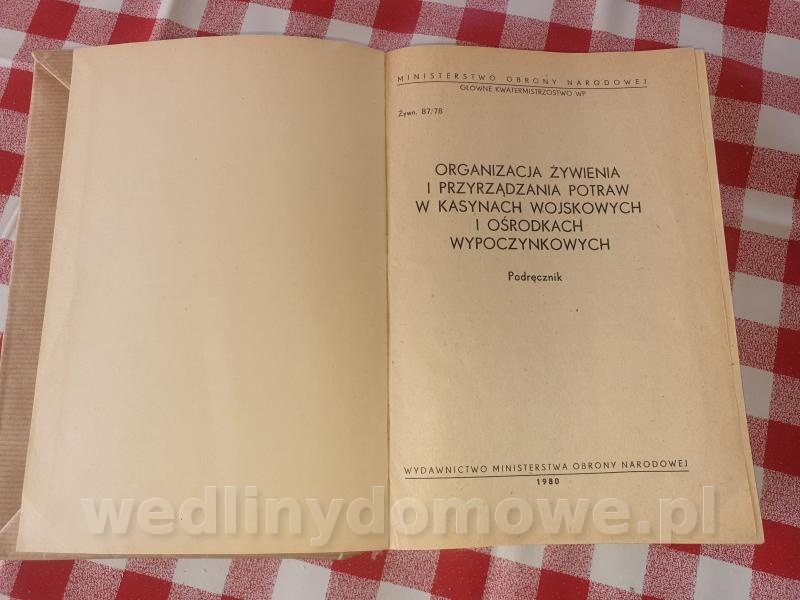 MINISTERSTWO OBRONY NARODOWEJ
GŁÓWNE KWATERMISTRZOSTWO WP
Żywn. 87/78
ORGANIZACJA ŻYWIENIA
I PRZYRZĄDZANIA POTRAW
W KASYNACH WOJSKOWYCH
I OŚRODKACH
WYPOCZYNKOWYCH
Podręcznik
WYDAWNICTWO MINISTERSTWA OBRONY NARODOWEJ
1980
wedlinydomowe.pl